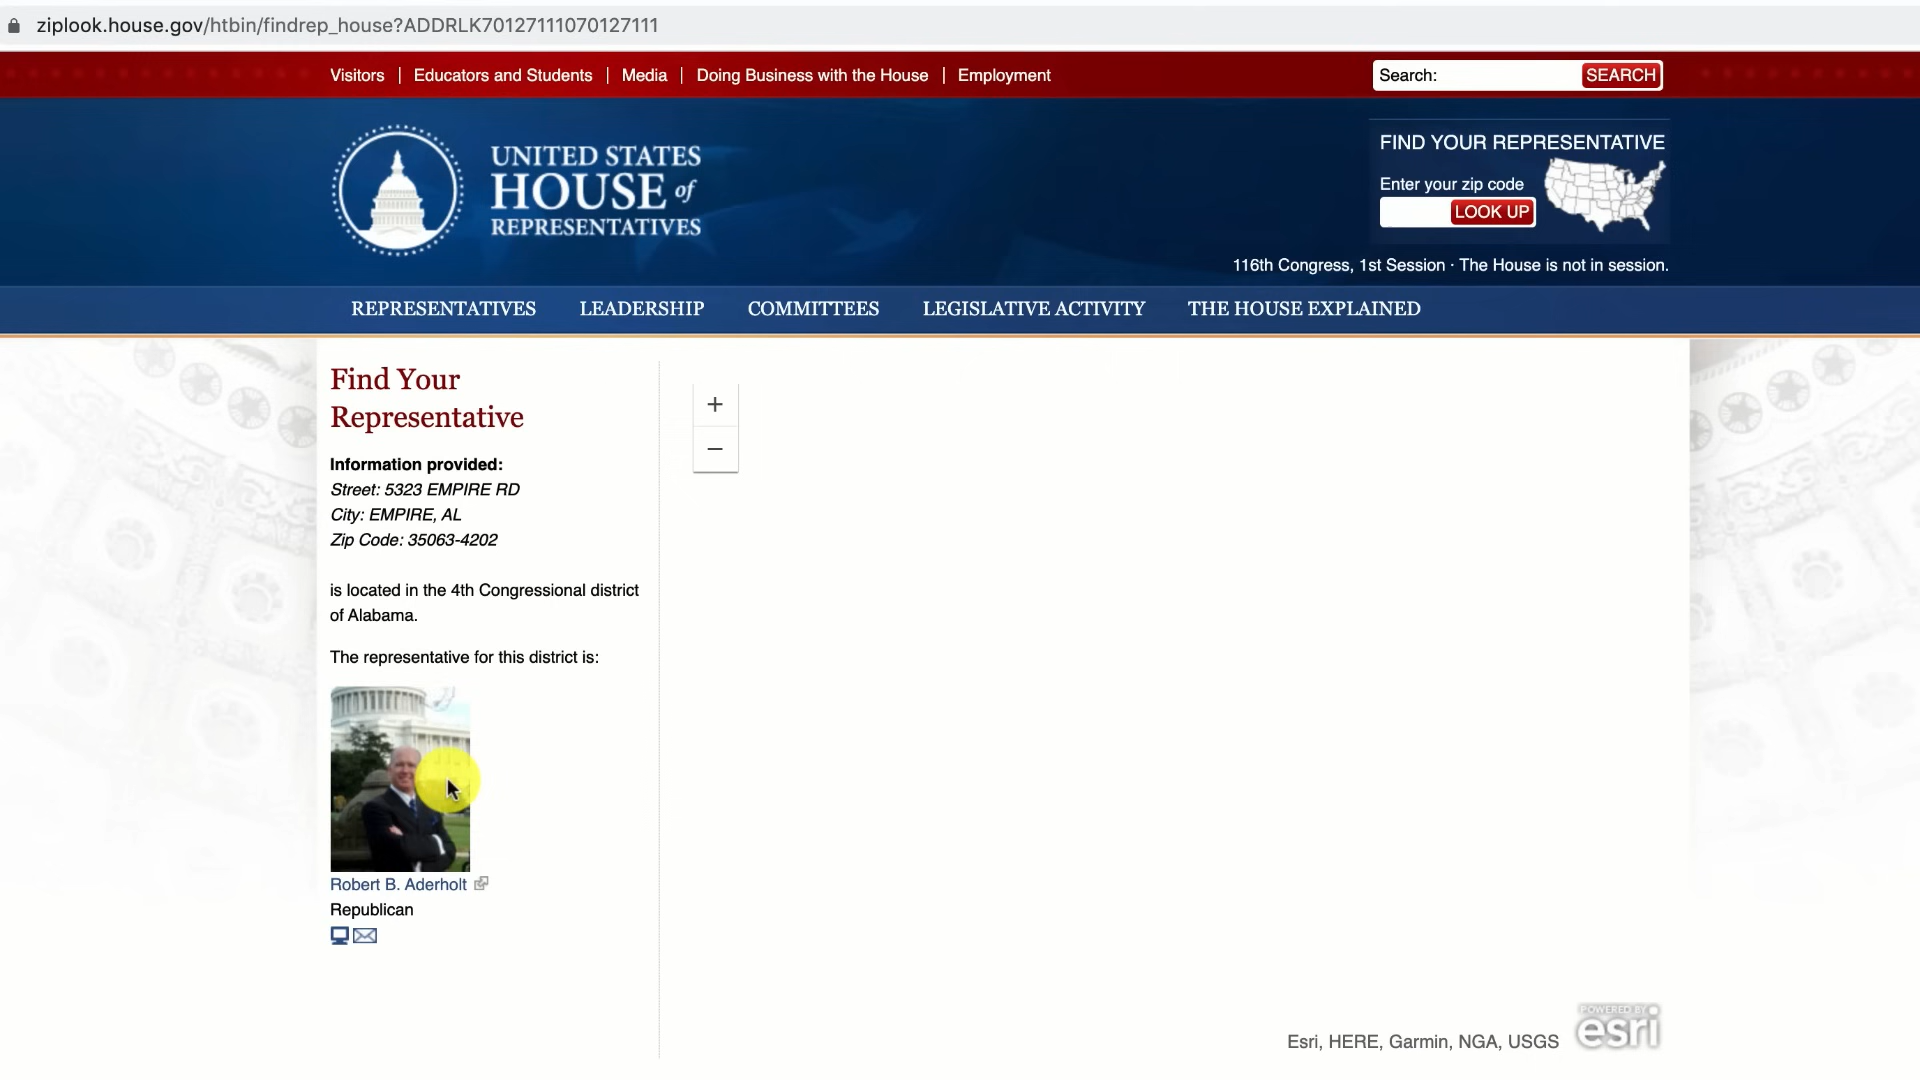 ziplook.house.gov/htbin/findrep_house?ADDRLK70127111070127111
Visitors | Educators and Students | Media | Doing Business with the House | Employment
Search: SEARCH
UNITED STATES
HOUSE of
REPRESENTATIVES
FIND YOUR REPRESENTATIVE
Enter your zip code
LOOK UP
116th Congress, 1st Session · The House is not in session.
REPRESENTATIVES LEADERSHIP COMMITTEES LEGISLATIVE ACTIVITY THE HOUSE EXPLAINED
Find Your
Representative
Information provided:
Street: 5323 EMPIRE RD
City: EMPIRE, AL
Zip Code: 35063-4202
is located in the 4th Congressional district
of Alabama.
The representative for this district is:
Robert B. Aderholt
Republican
+
−
Esri, HERE, Garmin, NGA, USGS
POWERED BY
esri